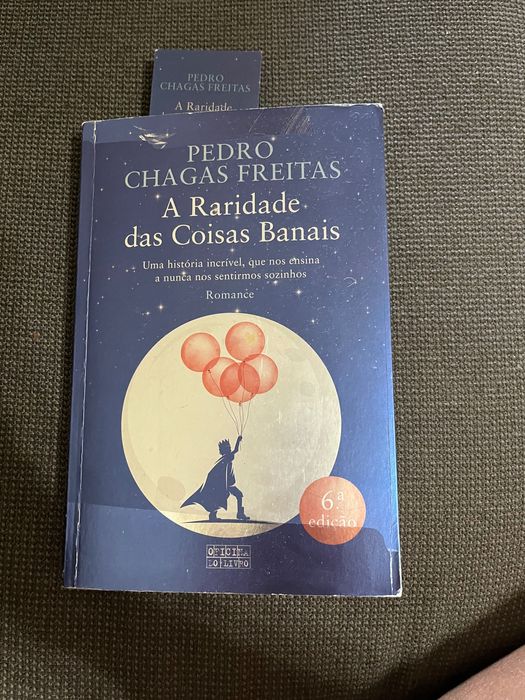 PEDRO
CHAGAS FREITAS
A Raridade
PEDRO
CHAGAS FREITAS
A Raridade
das Coisas Banais
Uma história incrível, que nos ensina
a nunca nos sentirmos sozinhos
Romance
6.ª
edição
OFICINA
DO LIVRO